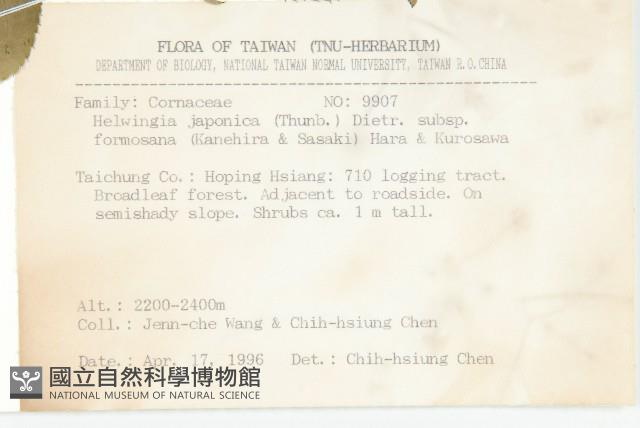 FLORA OF TAIWAN (TNU-HERBARIUM)
DEPARTMENT OF BIOLOGY, NATIONAL TAIWAN NORMAL UNIVERSITY, TAIWAN R.O.CHINA
Family: Cornaceae NO: 9907
Helwingia japonica (Thunb.) Dietr. subsp.
formosana (Kanehira & Sasaki) Hara & Kurosawa
Taichung Co.: Hoping Hsiang: 710 logging tract.
Broadleaf forest. Adjacent to roadside. On
semishady slope. Shrubs ca. 1 m tall.
Alt.: 2200-2400m
Coll.: Jenn-che Wang & Chih-hsiung Chen
Date.: Apr. 17, 1996 Det.: Chih-hsiung Chen
國立自然科學博物館
NATIONAL MUSEUM OF NATURAL SCIENCE